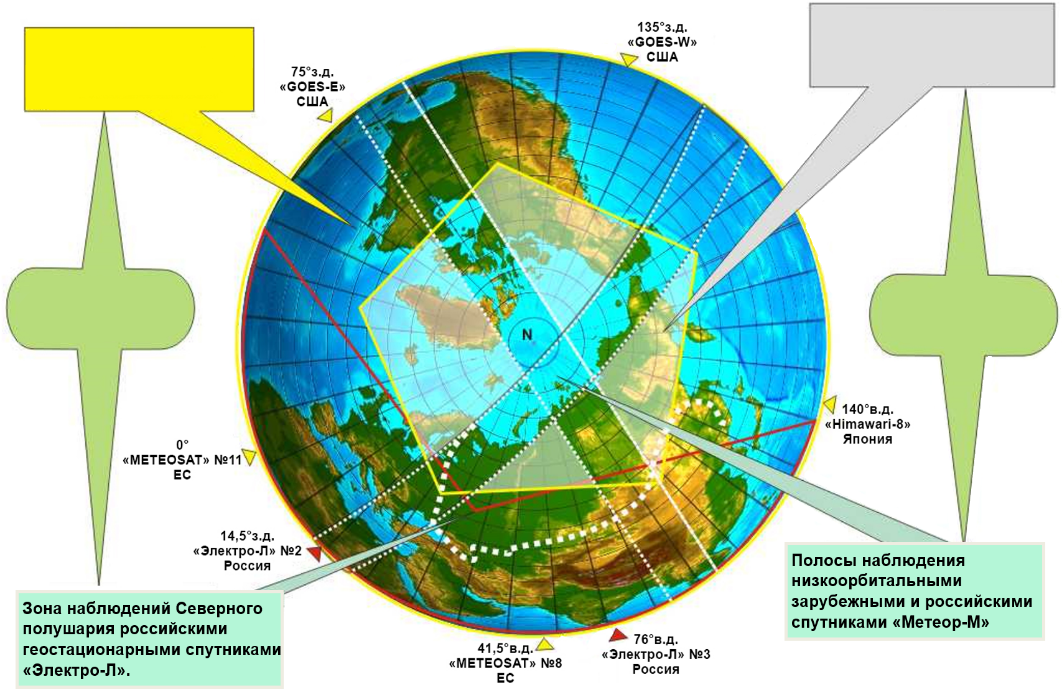 135°з.д.
«GOES-W»
США
75°з.д.
«GOES-E»
США
N
140°в.д.
«Himawari-8»
Япония
0°
«METEOSAT» №11
ЕС
14,5°з.д.
«Электро-Л» №2
Россия
Полосы наблюдения
низкоорбитальными
зарубежными и российскими
спутниками «Метеор-М»
Зона наблюдений Северного
полушария российскими
геостационарными спутниками
«Электро-Л».
41,5°в.д.
«METEOSAT» №8
ЕС
76°в.д.
«Электро-Л» №3
Россия